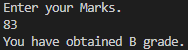 Enter your Marks.
83
You have obtained B grade.